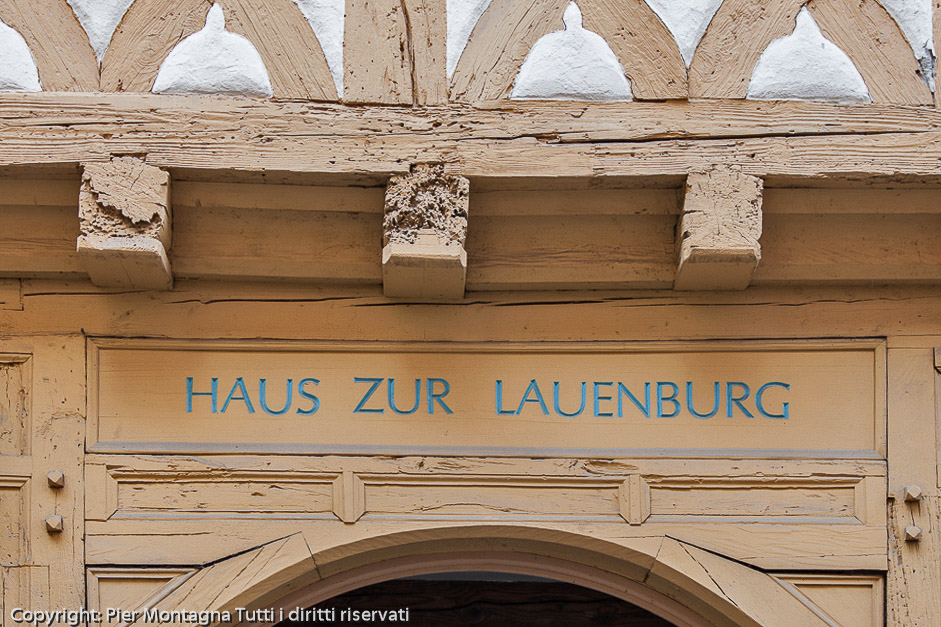 HAUS ZUR LAUENBURG
Copyright: Pier Montagna Tutti i diritti riservati